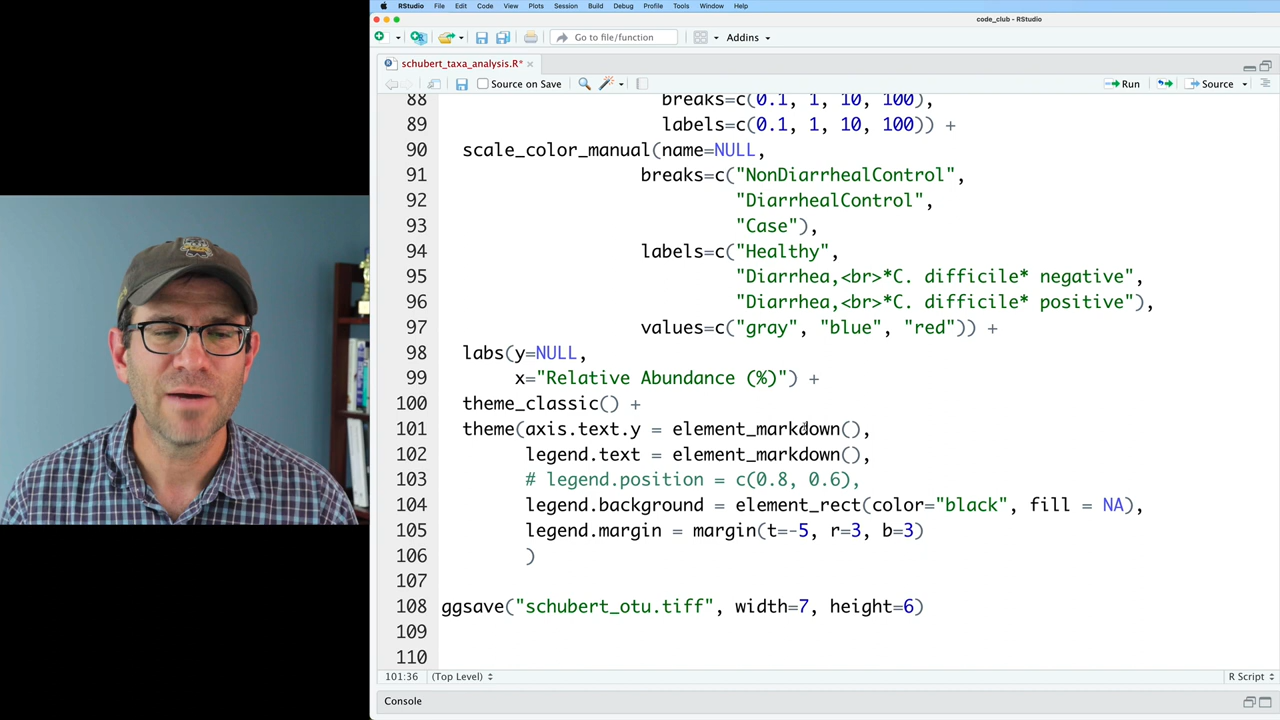 RStudio File Edit Code View Plots Session Build Debug Profile Tools Window Help
code_club - RStudio
Go to file/function Addins
schubert_taxa_analysis.R*
Source on Save Run Source
88 breaks=c(0.1, 1, 10, 100),
89 labels=c(0.1, 1, 10, 100)) +
90 scale_color_manual(name=NULL,
91 breaks=c("NonDiarrhealControl",
92 "DiarrhealControl",
93 "Case"),
94 labels=c("Healthy",
95 "Diarrhea,<br>*C. difficile* negative",
96 "Diarrhea,<br>*C. difficile* positive"),
97 values=c("gray", "blue", "red")) +
98 labs(y=NULL,
99 x="Relative Abundance (%)") +
100 theme_classic() +
101 theme(axis.text.y = element_markdown(),
102 legend.text = element_markdown(),
103 # legend.position = c(0.8, 0.6),
104 legend.background = element_rect(color="black", fill = NA),
105 legend.margin = margin(t=-5, r=3, b=3)
106 )
107
108 ggsave("schubert_otu.tiff", width=7, height=6)
109
110
101:36 (Top Level) R Script
Console